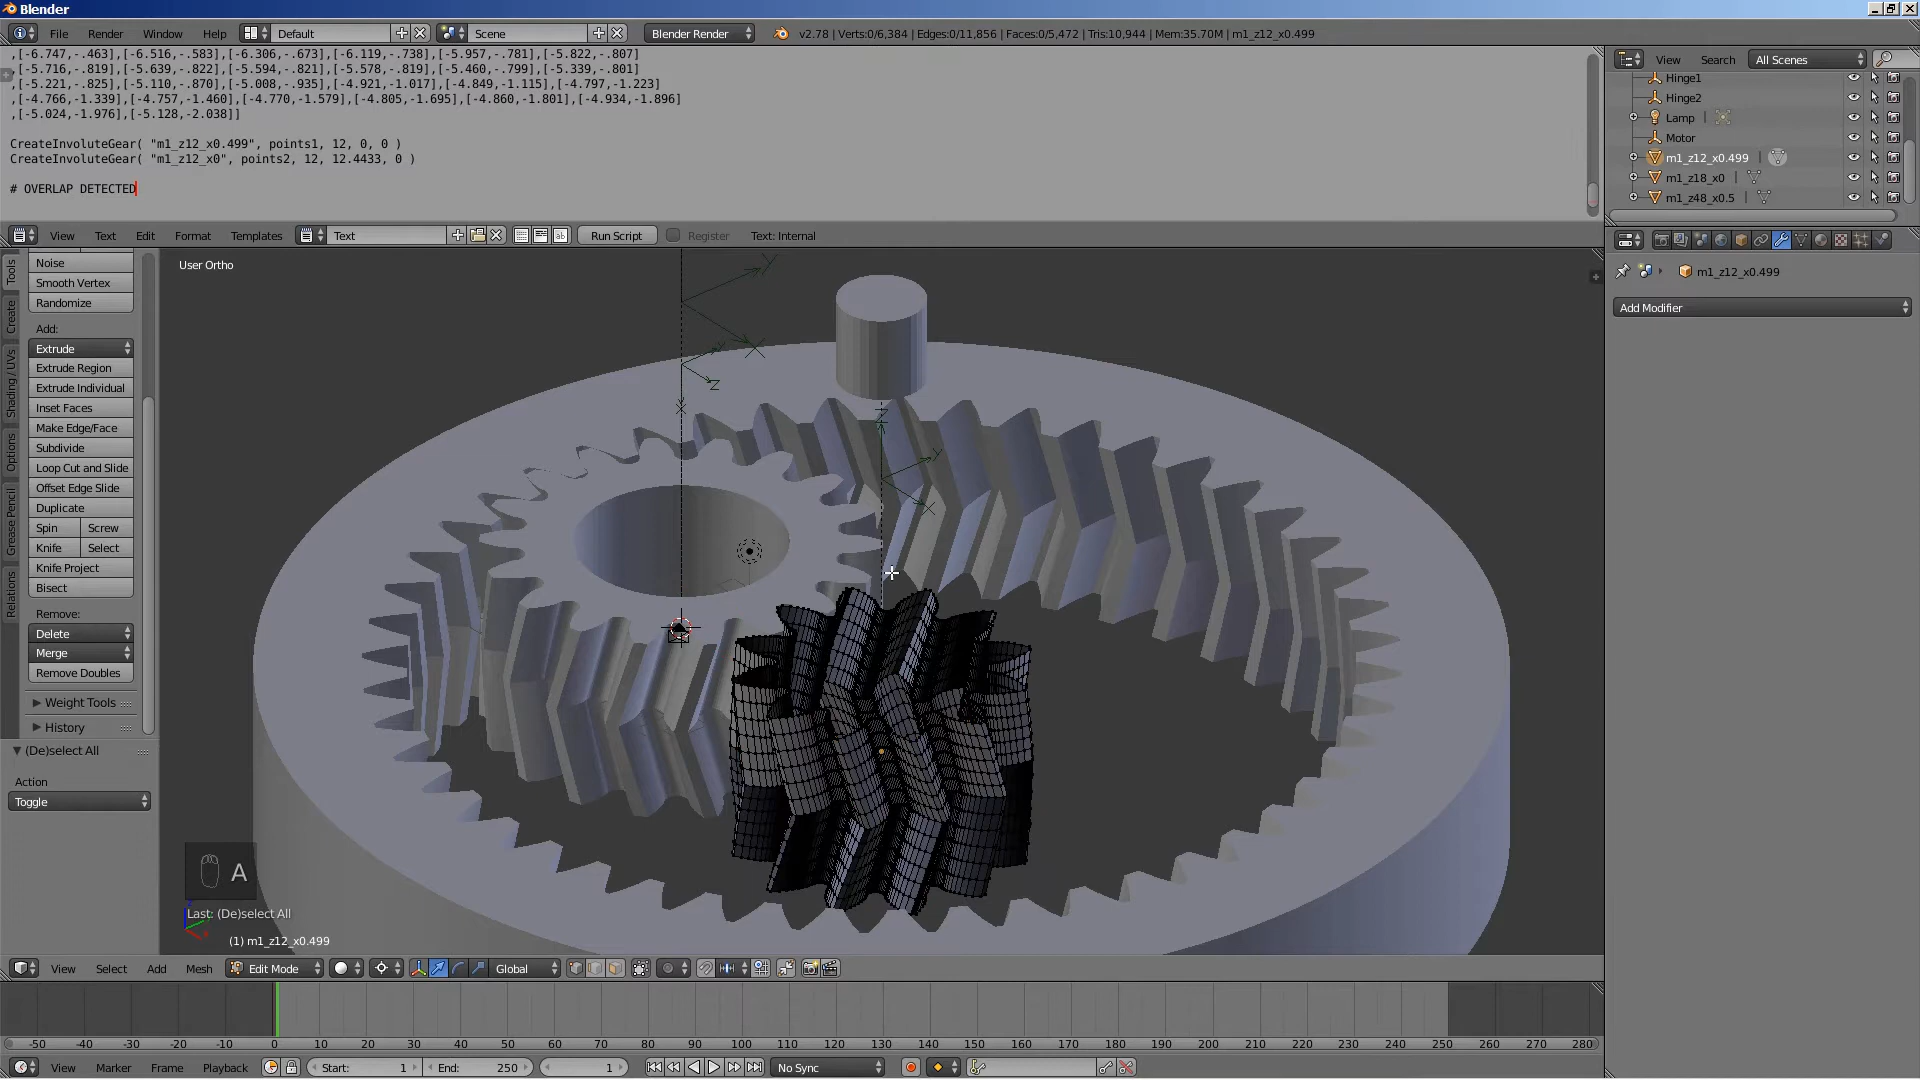 Blender
File Render Window Help Default Scene Blender Render v2.78 | Verts:0/6,384 | Edges:0/11,856 | Faces:0/5,472 | Tris:10,944 | Mem:35.70M | m1_z12_x0.499
,[-6.747,-.463],[-6.516,-.583],[-6.306,-.673],[-6.119,-.738],[-5.957,-.781],[-5.822,-.807]
,[-5.716,-.819],[-5.639,-.822],[-5.594,-.821],[-5.578,-.819],[-5.460,-.799],[-5.339,-.801]
,[-5.221,-.825],[-5.110,-.870],[-5.008,-.935],[-4.921,-1.017],[-4.849,-1.115],[-4.797,-1.223]
,[-4.766,-1.339],[-4.757,-1.460],[-4.770,-1.579],[-4.805,-1.695],[-4.860,-1.801],[-4.934,-1.896]
,[-5.024,-1.976],[-5.128,-2.038]]
CreateInvoluteGear( "m1_z12_x0.499", points1, 12, 0, 0 )
CreateInvoluteGear( "m1_z12_x0", points2, 12, 12.4433, 0 )
# OVERLAP DETECTED
View Text Edit Format Templates Text Run Script Register Text: Internal
View Search All Scenes
Hinge1
Hinge2
Lamp
Motor
m1_z12_x0.499
m1_z18_x0
m1_z48_x0.5
m1_z12_x0.499
Add Modifier
Tools
Create
Shading / UVs
Options
Grease Pencil
Relations
Noise
Smooth Vertex
Randomize
Add:
Extrude
Extrude Region
Extrude Individual
Inset Faces
Make Edge/Face
Subdivide
Loop Cut and Slide
Offset Edge Slide
Duplicate
Spin Screw
Knife Select
Knife Project
Bisect
Remove:
Delete
Merge
Remove Doubles
Weight Tools
History
(De)select All
Action
Toggle
User Ortho
Y
X
Z
X
Z
Y
X
A
Last: (De)select All
(1) m1_z12_x0.499
View Select Add Mesh Edit Mode Global
-50 -40 -30 -20 -10 0 10 20 30 40 50 60 70 80 90 100 110 120 130 140 150 160 170 180 190 200 210 220 230 240 250 260 270 280
View Marker Frame Playback Start: 1 End: 250 1 No Sync